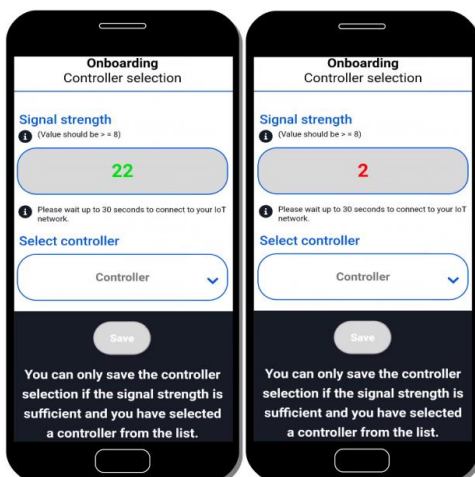 Onboarding
Controller selection
Signal strength
i (Value should be > = 8)
22
i Please wait up to 30 seconds to connect to your IoT
network.
Select controller
Controller
Save
You can only save the controller
selection if the signal strength is
sufficient and you have selected
a controller from the list.
Onboarding
Controller selection
Signal strength
i (Value should be > = 8)
2
i Please wait up to 30 seconds to connect to your IoT
network.
Select controller
Controller
Save
You can only save the controller
selection if the signal strength is
sufficient and you have selected
a controller from the list.